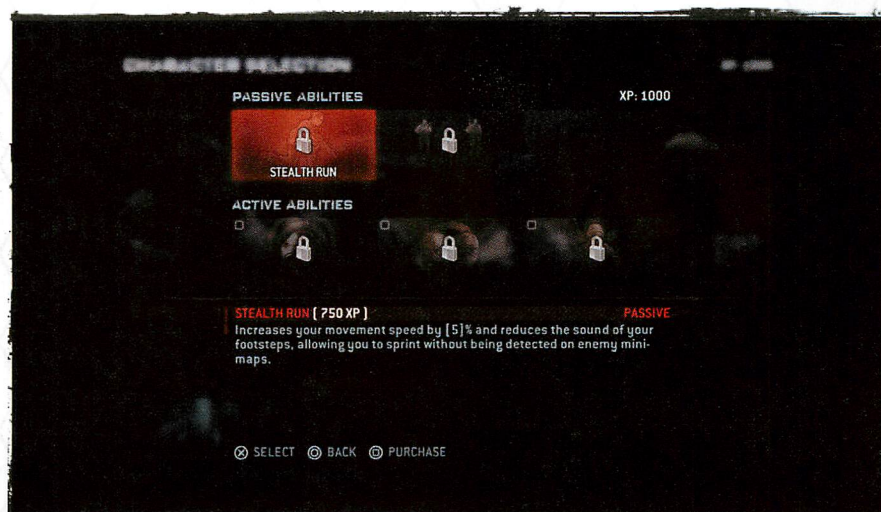 CHARACTER SELECTION
PASSIVE ABILITIES
XP: 1000
STEALTH RUN
ACTIVE ABILITIES
STEALTH RUN [ 750 XP ]
PASSIVE
Increases your movement speed by [5]% and reduces the sound of your
footsteps, allowing you to sprint without being detected on enemy mini-
maps.
SELECT BACK PURCHASE